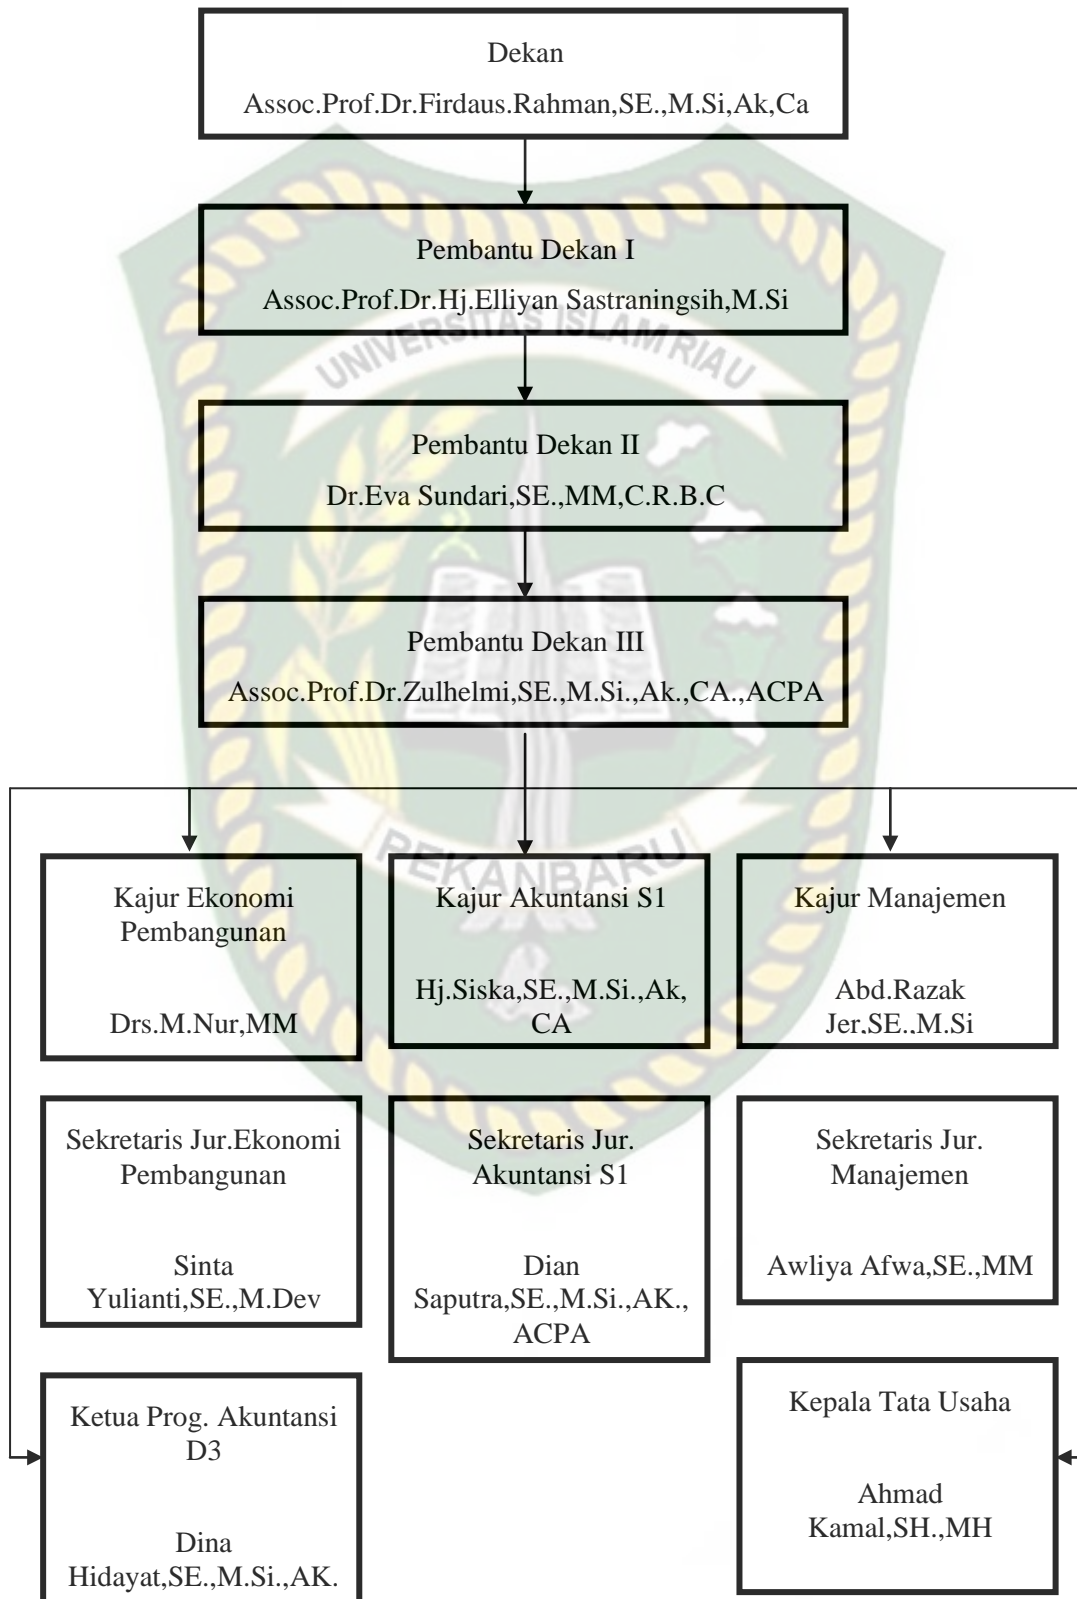 Dekan
Assoc.Prof.Dr.Firdaus.Rahman,SE.,M.Si,Ak,Ca
Pembantu Dekan I
Assoc.Prof.Dr.Hj.Elliyan Sastraningsih,M.Si
UNIVERSITAS ISLAM RIAU
Pembantu Dekan II
Dr.Eva Sundari,SE.,MM,C.R.B.C
Pembantu Dekan III
Assoc.Prof.Dr.Zulhelmi,SE.,M.Si.,Ak.,CA.,ACPA
PEKANBARU
Kajur Ekonomi
Pembangunan
Drs.M.Nur,MM
Kajur Akuntansi S1
Hj.Siska,SE.,M.Si.,Ak,
CA
Kajur Manajemen
Abd.Razak
Jer,SE.,M.Si
Sekretaris Jur.Ekonomi
Pembangunan
Sinta
Yulianti,SE.,M.Dev
Sekretaris Jur.
Akuntansi S1
Dian
Saputra,SE.,M.Si.,AK.,
ACPA
Sekretaris Jur.
Manajemen
Awliya Afwa,SE.,MM
Ketua Prog. Akuntansi
D3
Dina
Hidayat,SE.,M.Si.,AK.
Kepala Tata Usaha
Ahmad
Kamal,SH.,MH